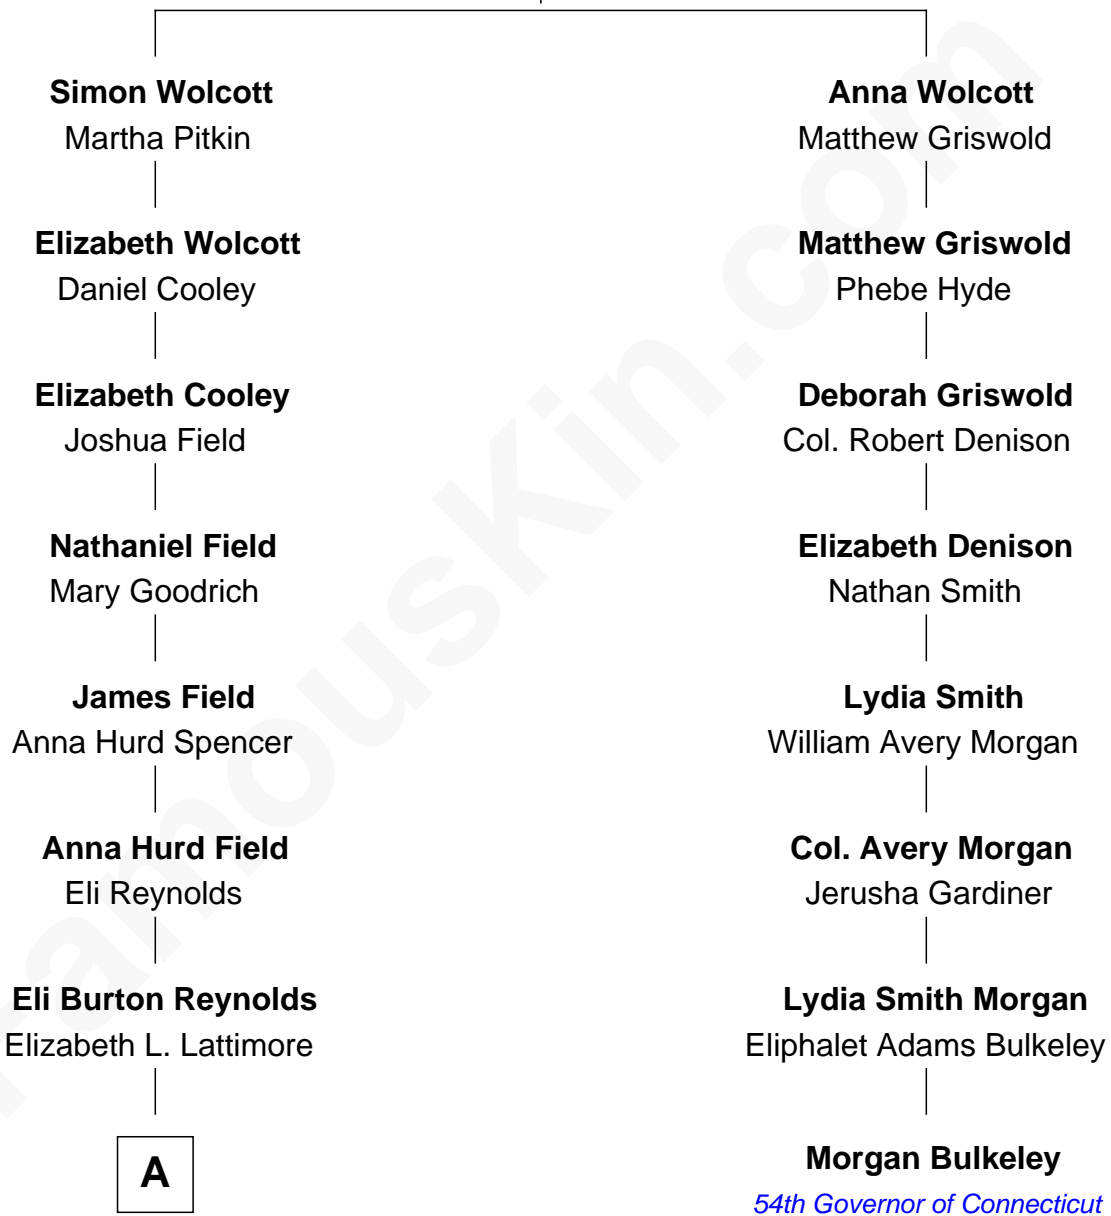 Simon Wolcott
Martha Pitkin
Elizabeth Wolcott
Daniel Cooley
Elizabeth Cooley
Joshua Field
Nathaniel Field
Mary Goodrich
James Field
Anna Hurd Spencer
Anna Hurd Field
Eli Reynolds
Eli Burton Reynolds
Elizabeth L. Lattimore
A
Anna Wolcott
Matthew Griswold
Matthew Griswold
Phebe Hyde
Deborah Griswold
Col. Robert Denison
Elizabeth Denison
Nathan Smith
Lydia Smith
William Avery Morgan
Col. Avery Morgan
Jerusha Gardiner
Lydia Smith Morgan
Eliphalet Adams Bulkeley
Morgan Bulkeley
54th Governor of Connecticut
FamousKin.com